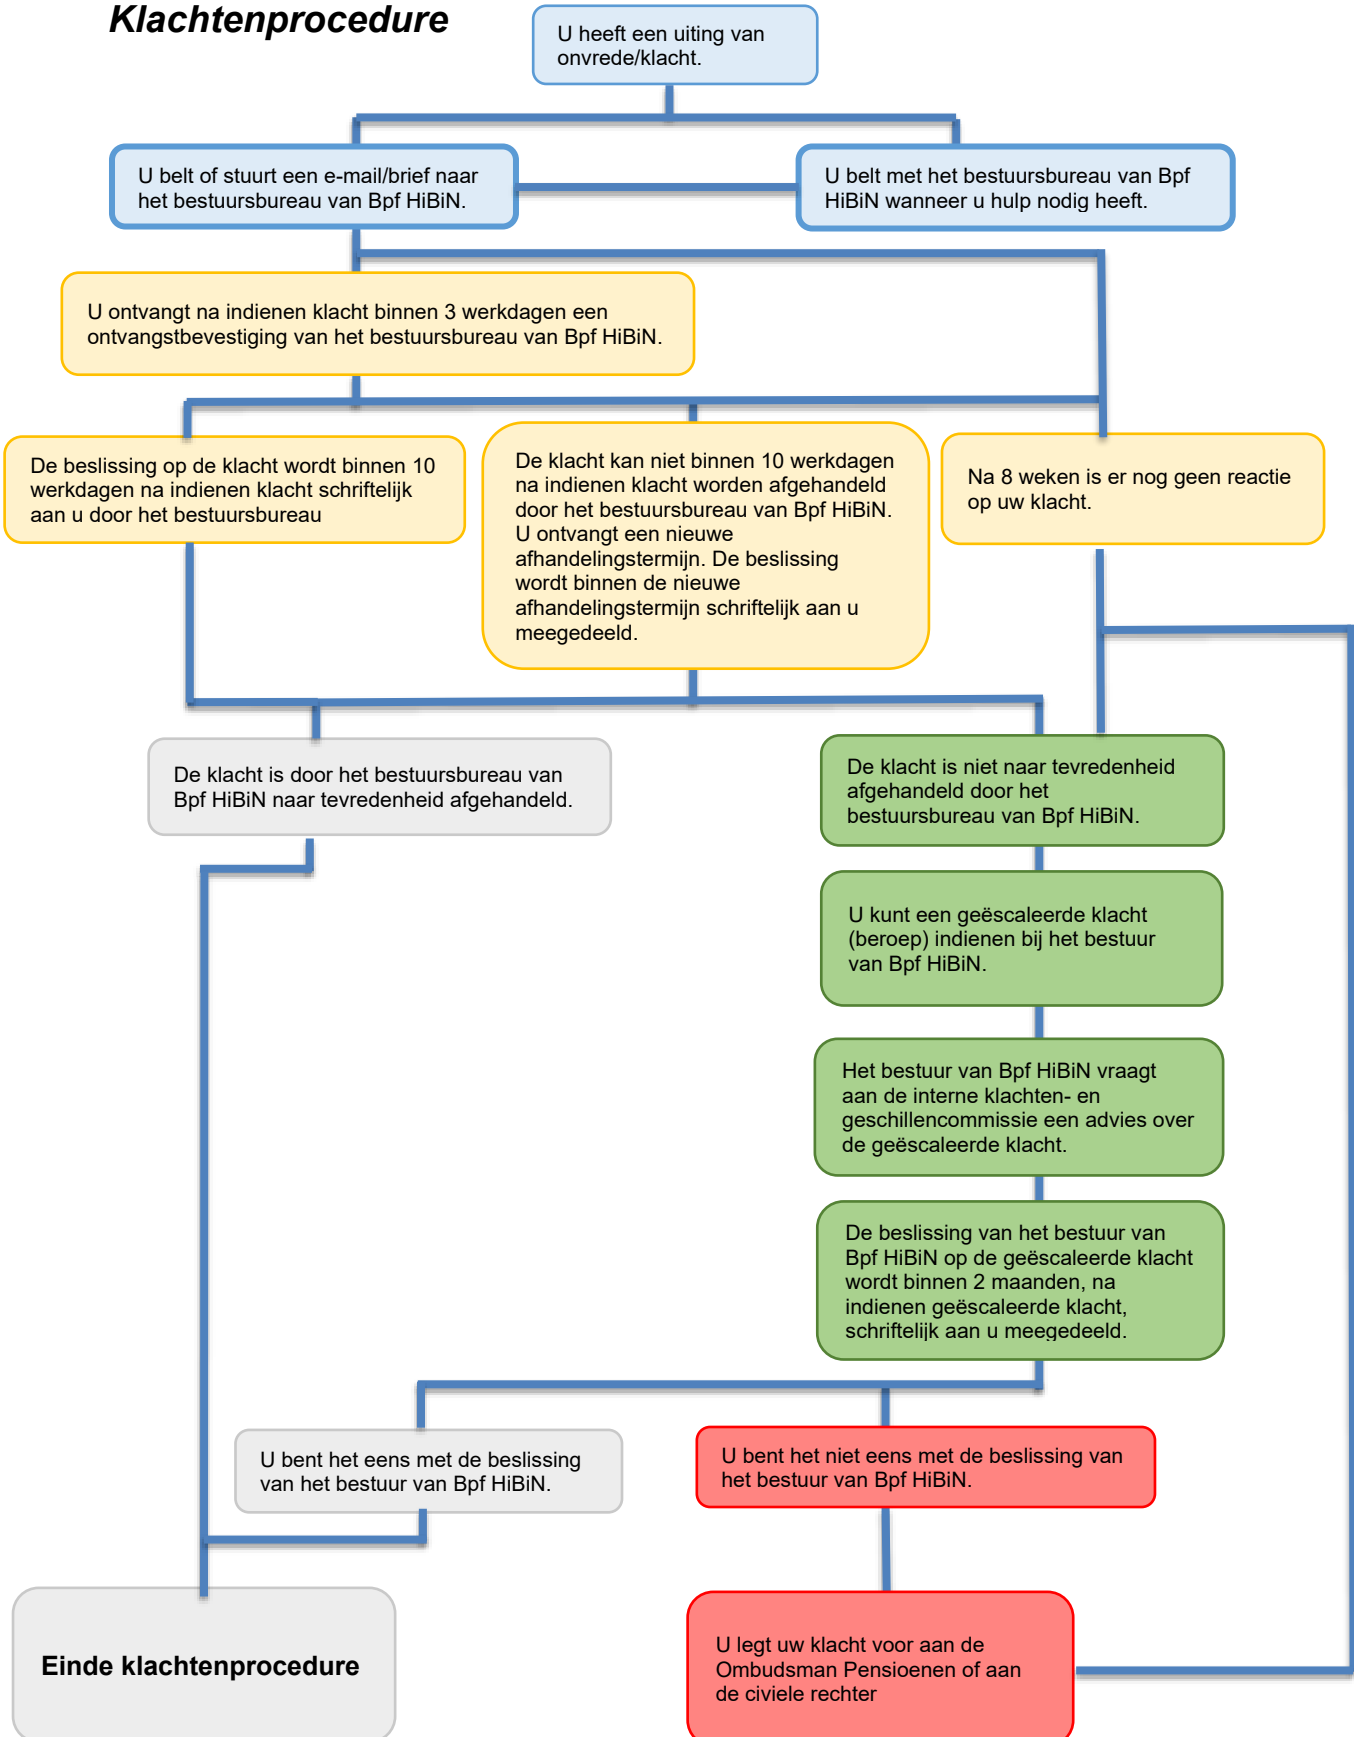 Klachtenprocedure
U heeft een uiting van
onvrede/klacht.
U belt of stuurt een e-mail/brief naar
het bestuursbureau van Bpf HiBiN.
U belt met het bestuursbureau van Bpf
HiBiN wanneer u hulp nodig heeft.
U ontvangt na indienen klacht binnen 3 werkdagen een
ontvangstbevestiging van het bestuursbureau van Bpf HiBiN.
De beslissing op de klacht wordt binnen 10
werkdagen na indienen klacht schriftelijk
aan u door het bestuursbureau
De klacht kan niet binnen 10 werkdagen
na indienen klacht worden afgehandeld
door het bestuursbureau van Bpf HiBiN.
U ontvangt een nieuwe
afhandelingstermijn. De beslissing
wordt binnen de nieuwe
afhandelingstermijn schriftelijk aan u
meegedeeld.
Na 8 weken is er nog geen reactie
op uw klacht.
De klacht is door het bestuursbureau van
Bpf HiBiN naar tevredenheid afgehandeld.
De klacht is niet naar tevredenheid
afgehandeld door het
bestuursbureau van Bpf HiBiN.
U kunt een geëscaleerde klacht
(beroep) indienen bij het bestuur
van Bpf HiBiN.
Het bestuur van Bpf HiBiN vraagt
aan de interne klachten- en
geschillencommissie een advies over
de geëscaleerde klacht.
De beslissing van het bestuur van
Bpf HiBiN op de geëscaleerde klacht
wordt binnen 2 maanden, na
indienen geëscaleerde klacht,
schriftelijk aan u meegedeeld.
U bent het eens met de beslissing
van het bestuur van Bpf HiBiN.
U bent het niet eens met de beslissing van
het bestuur van Bpf HiBiN.
Einde klachtenprocedure
U legt uw klacht voor aan de
Ombudsman Pensioenen of aan
de civiele rechter